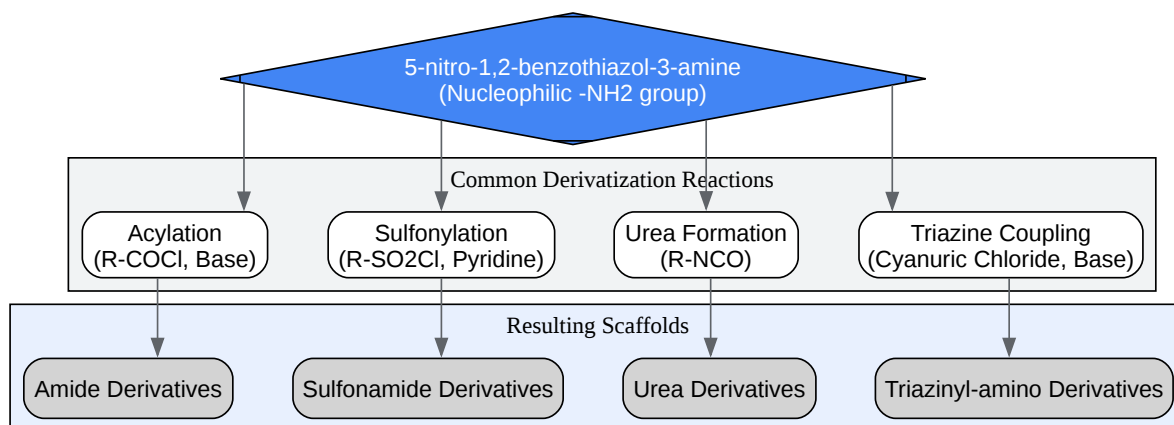 5-nitro-1,2-benzothiazol-3-amine
(Nucleophilic -NH2 group)
Common Derivatization Reactions
Acylation
(R-COCl, Base)
Sulfonylation
(R-SO2Cl, Pyridine)
Urea Formation
(R-NCO)
Triazine Coupling
(Cyanuric Chloride, Base)
Resulting Scaffolds
Amide Derivatives
Sulfonamide Derivatives
Urea Derivatives
Triazinyl-amino Derivatives